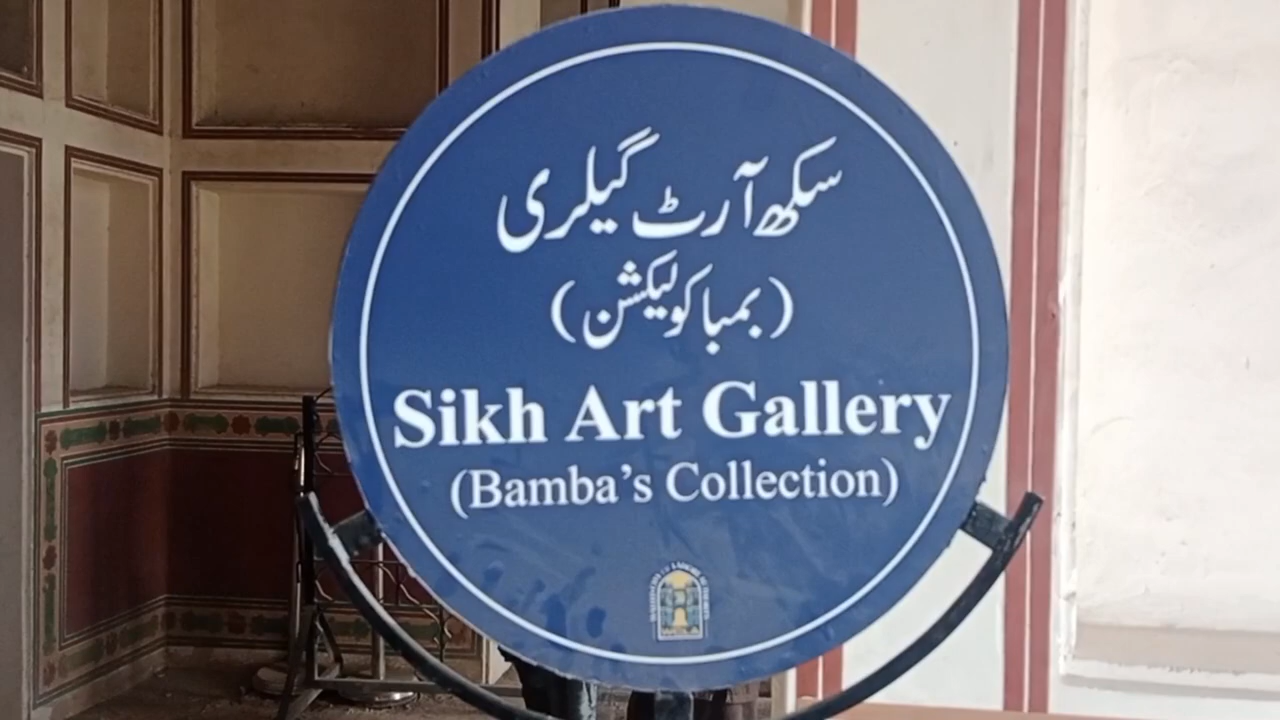 سکھ آرٹ گیلری
(بمبا کولیکشن)
Sikh Art Gallery
(Bamba's Collection)